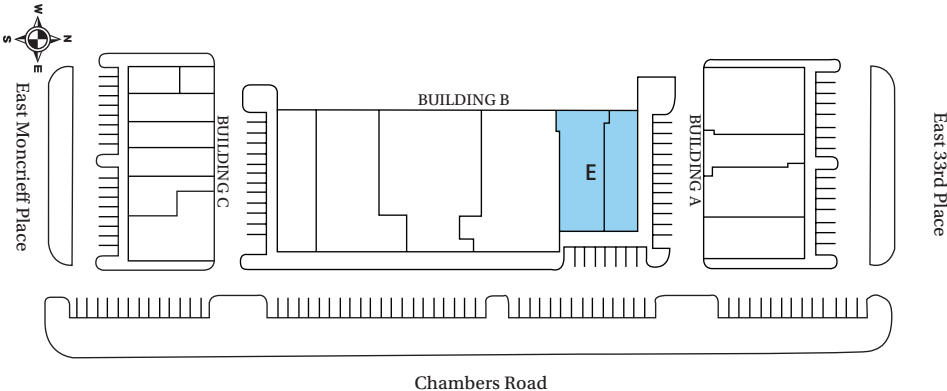 W
S
N
E
BUILDING B
East Moncrieff Place
BUILDING C
E
BUILDING A
East 33rd Place
Chambers Road